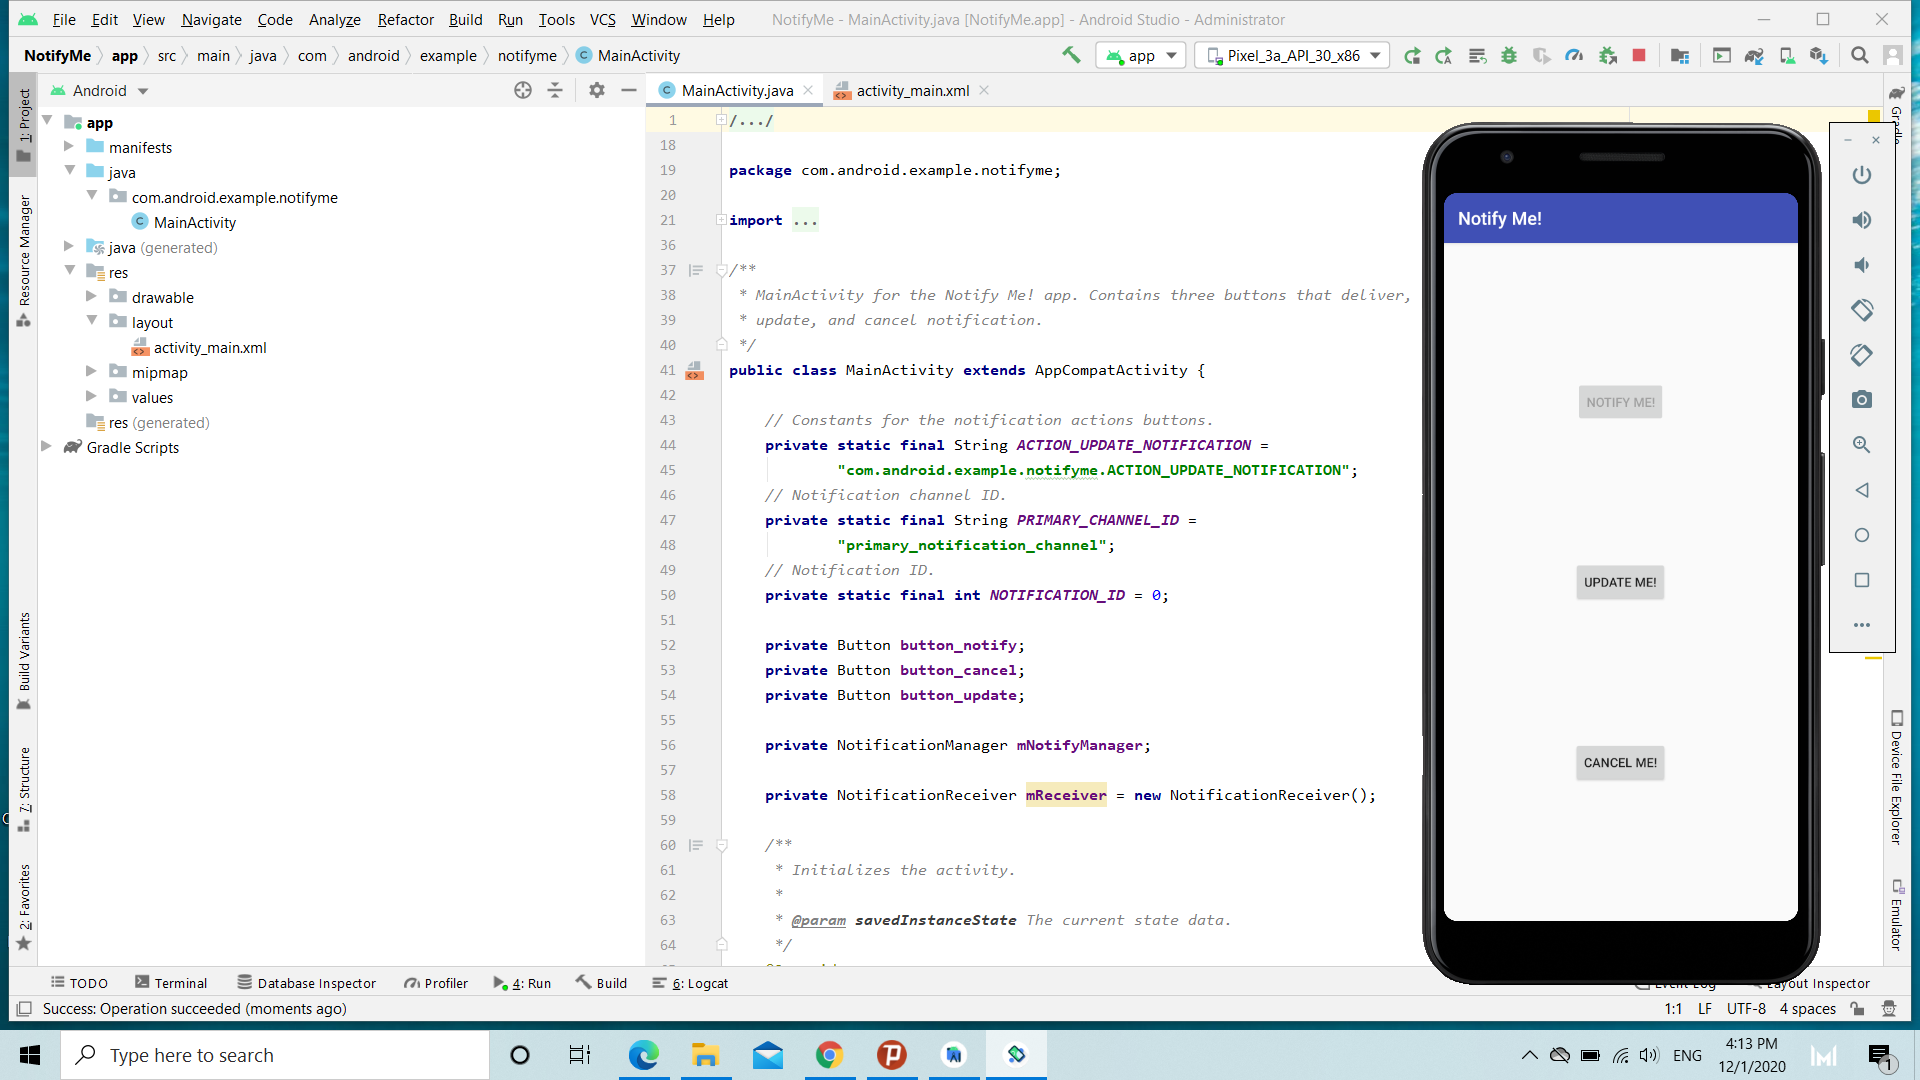 File Edit View Navigate Code Analyze Refactor Build Run Tools VCS Window Help NotifyMe - MainActivity.java [NotifyMe.app] - Android Studio - Administrator
NotifyMe app src main java com android example notifyme MainActivity app Pixel_3a_API_30_x86
Android
MainActivity.java activity_main.xml
1: Project
Resource Manager
Build Variants
7: Structure
2: Favorites
app
manifests
java
com.android.example.notifyme
MainActivity
java (generated)
res
drawable
layout
activity_main.xml
mipmap
values
res (generated)
Gradle Scripts
1 /.../
18
19 package com.android.example.notifyme;
20
21 import ...
36
37 /**
38 * MainActivity for the Notify Me! app. Contains three buttons that deliver,
39 * update, and cancel notification.
40 */
41 public class MainActivity extends AppCompatActivity {
42
43 // Constants for the notification actions buttons.
44 private static final String ACTION_UPDATE_NOTIFICATION =
45 "com.android.example.notifyme.ACTION_UPDATE_NOTIFICATION";
46 // Notification channel ID.
47 private static final String PRIMARY_CHANNEL_ID =
48 "primary_notification_channel";
49 // Notification ID.
50 private static final int NOTIFICATION_ID = 0;
51
52 private Button button_notify;
53 private Button button_cancel;
54 private Button button_update;
55
56 private NotificationManager mNotifyManager;
57
58 private NotificationReceiver mReceiver = new NotificationReceiver();
59
60 /**
61 * Initializes the activity.
62 *
63 * @param savedInstanceState The current state data.
64 */
Notify Me!
NOTIFY ME!
UPDATE ME!
CANCEL ME!
Gradle
Device File Explorer
Emulator
TODO Terminal Database Inspector Profiler 4: Run Build 6: Logcat Event Log Layout Inspector
Success: Operation succeeded (moments ago) 1:1 LF UTF-8 4 spaces
Type here to search
ENG
4:13 PM
12/1/2020
1